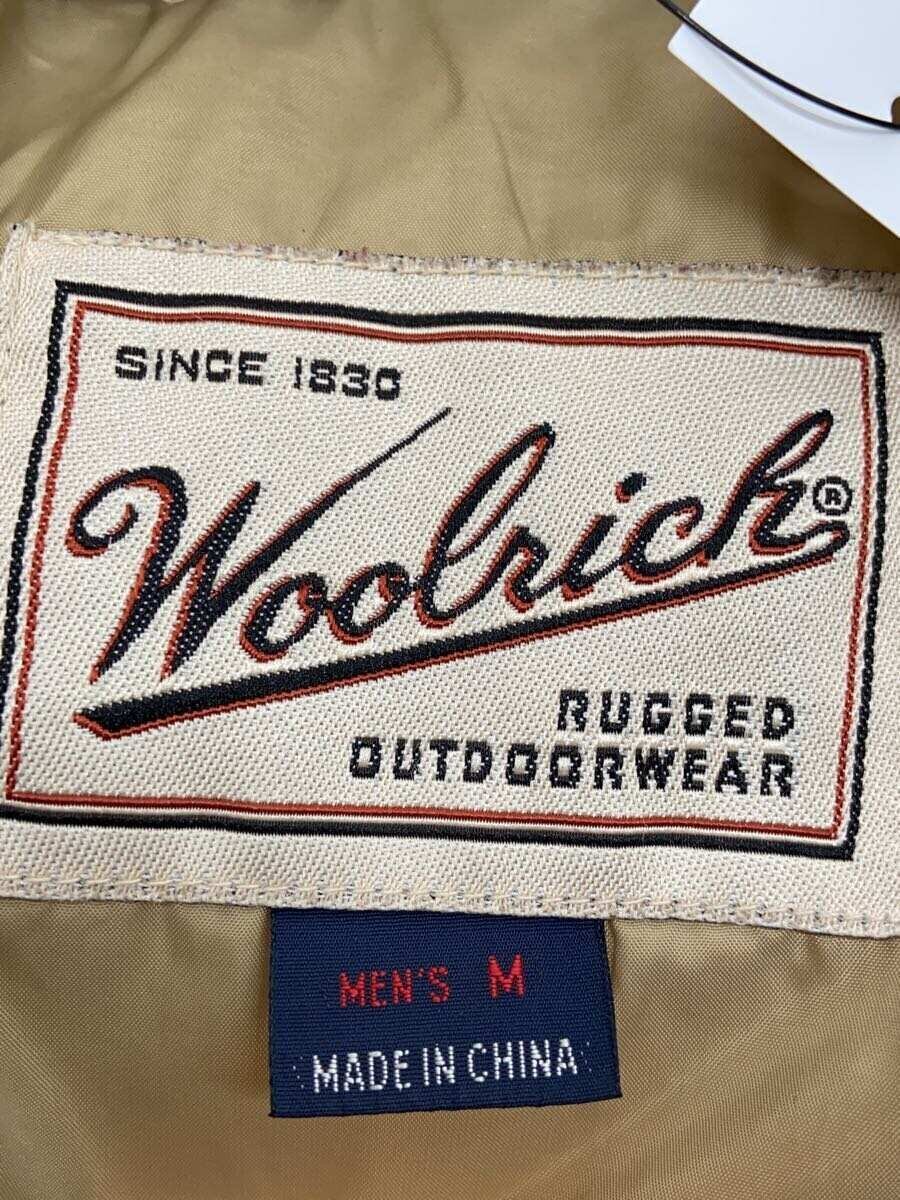 SINCE 1830
Woolrich®
RUGGED
OUTDOORWEAR
MEN'S M
MADE IN CHINA